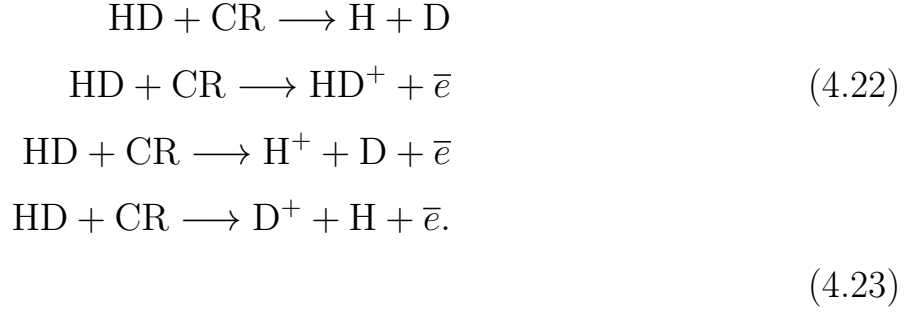 HD + CR ⟶ H + D
HD + CR ⟶ HD⁺ + e̅ (4.22)
HD + CR ⟶ H⁺ + D + e̅
HD + CR ⟶ D⁺ + H + e̅.
(4.23)